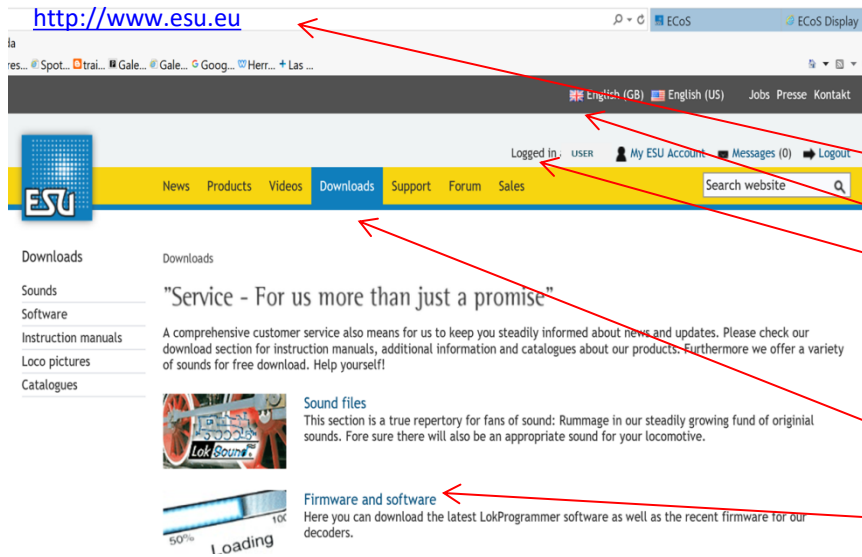 http://www.esu.eu
ECoS
ECoS Display
da
res... Spot... trai... Gale... Gale... Goog... Herr... + Las ...
English (GB) English (US) Jobs Presse Kontakt
Logged in : USER My ESU Account Messages (0) Logout
ESU
News Products Videos Downloads Support Forum Sales
Search website
Downloads
Sounds
Software
Instruction manuals
Loco pictures
Catalogues
Downloads
"Service - For us more than just a promise"
A comprehensive customer service also means for us to keep you steadily informed about news and updates. Please check our
download section for instruction manuals, additional information and catalogues about our products. Furthermore we offer a variety
of sounds for free download. Help yourself!
Lok Sound
Sound files
This section is a true repertory for fans of sound: Rummage in our steadily growing fund of originial
sounds. Fore sure there will also be an appropriate sound for your locomotive.
50% 100
Loading
Firmware and software
Here you can download the latest LokProgrammer software as well as the recent firmware for our
decoders.